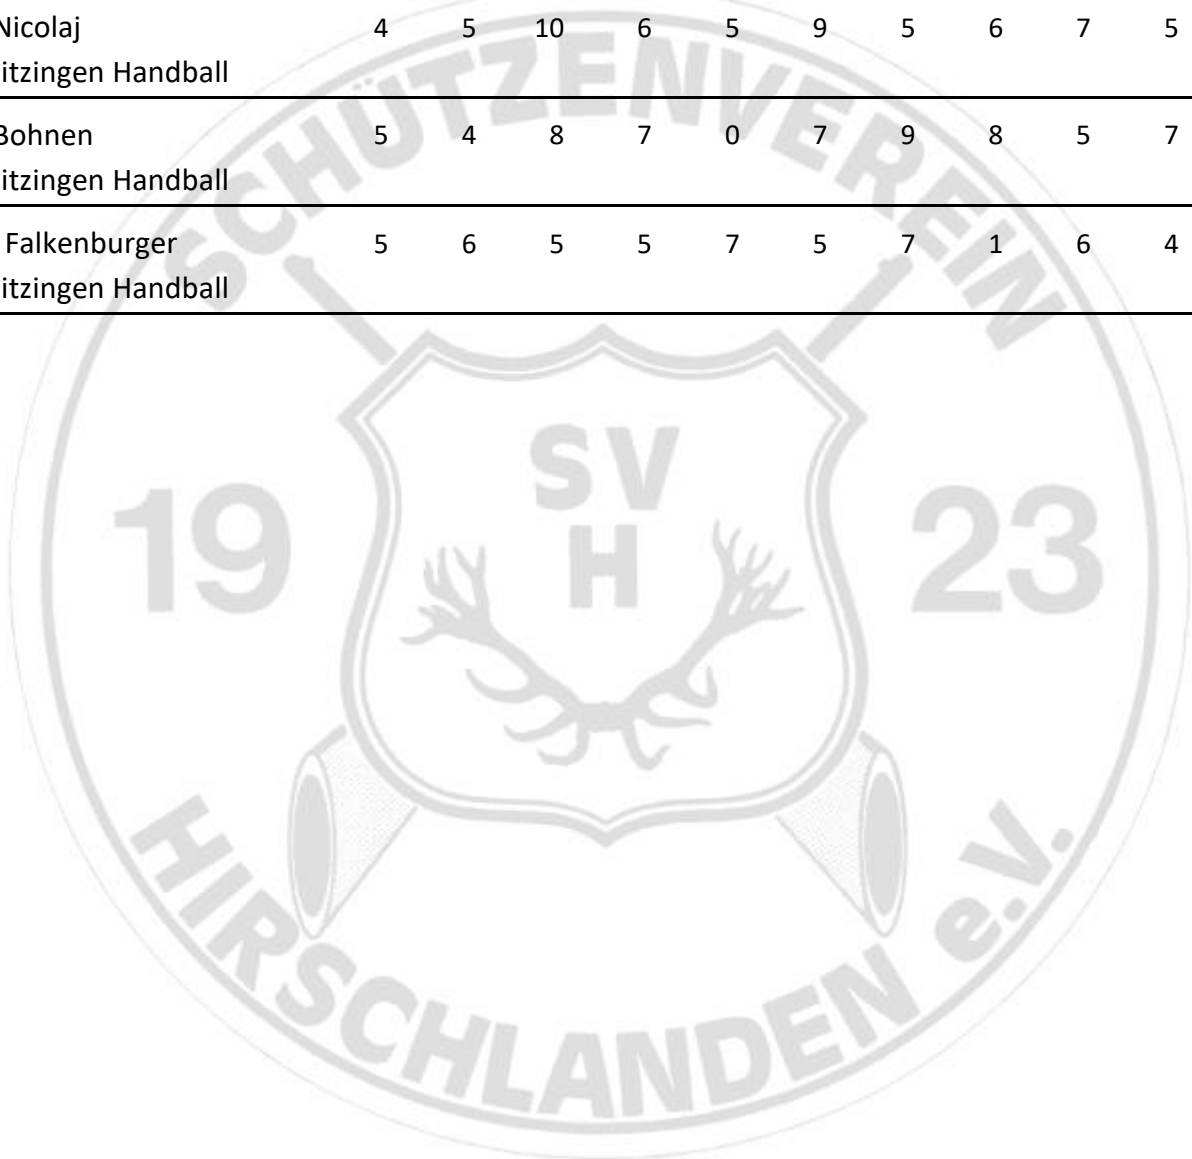 Nicolaj 4 5 10 6 5 9 5 6 7 5
itzingen Handball
Bohnen 5 4 8 7 0 7 9 8 5 7
itzingen Handball
Falkenburger 5 6 5 5 7 5 7 1 6 4
itzingen Handball
SCHÜTZENVEREIN
SV
H
19 23
HIRSCHLANDEN e.V.